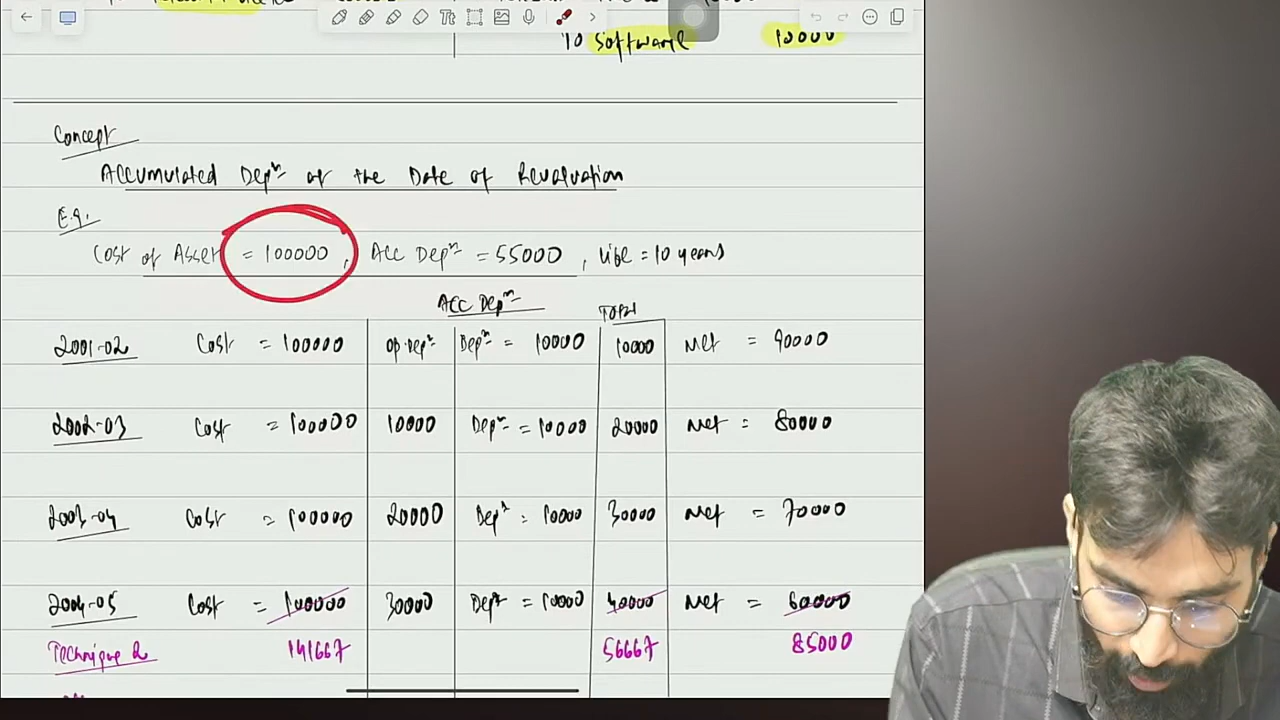 10 Software 10000
Concept
Accumulated Depⁿ at the Date of Revaluation
E.g.
Cost of Asset = 100000, Acc Depⁿ = 55000, Life = 10 years
Acc Depⁿ Total
2001-02 Cost = 100000 Op. Depⁿ Depⁿ = 10000 10000 Net = 90000
2002-03 Cost = 100000 10000 Depⁿ = 10000 20000 Net = 80000
2003-04 Cost = 100000 20000 Depⁿ = 10000 30000 Net = 70000
2004-05 Cost = 100000 30000 Depⁿ = 10000 40000 Net = 60000
Technique 2 141667 56667 85000